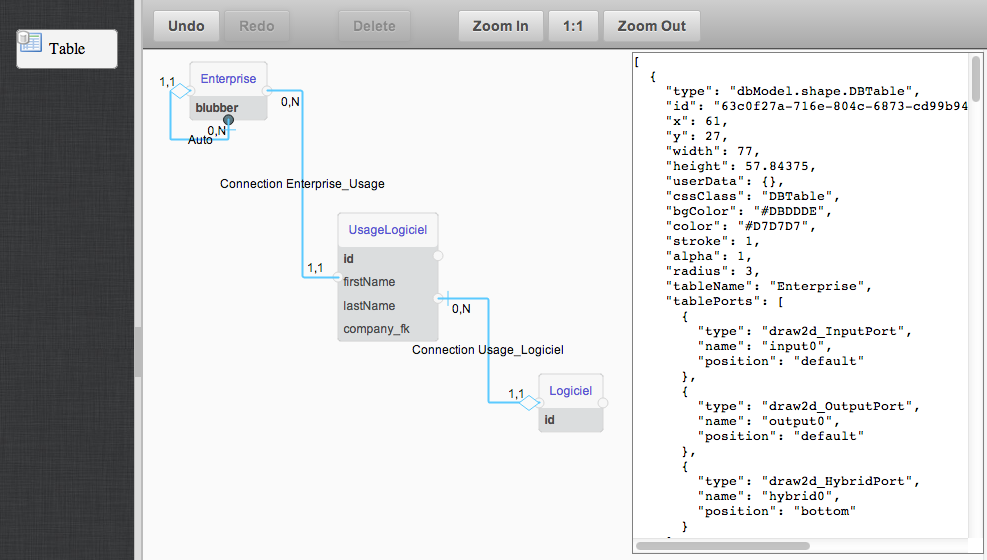 Table
Undo
Redo
Delete
Zoom In
1:1
Zoom Out
1,1
Enterprise
0,N
blubber
0,N
Auto
Connection Enterprise_Usage
UsageLogiciel
id
1,1
firstName
lastName
0,N
company_fk
Connection Usage_Logiciel
1,1
Logiciel
id
[
{
"type": "dbModel.shape.DBTable",
"id": "63c0f27a-716e-804c-6873-cd99b94
"x": 61,
"y": 27,
"width": 77,
"height": 57.84375,
"userData": {},
"cssClass": "DBTable",
"bgColor": "#DBDDDE",
"color": "#D7D7D7",
"stroke": 1,
"alpha": 1,
"radius": 3,
"tableName": "Enterprise",
"tablePorts": [
{
"type": "draw2d_InputPort",
"name": "input0",
"position": "default"
},
{
"type": "draw2d_OutputPort",
"name": "output0",
"position": "default"
},
{
"type": "draw2d_HybridPort",
"name": "hybrid0",
"position": "bottom"
}